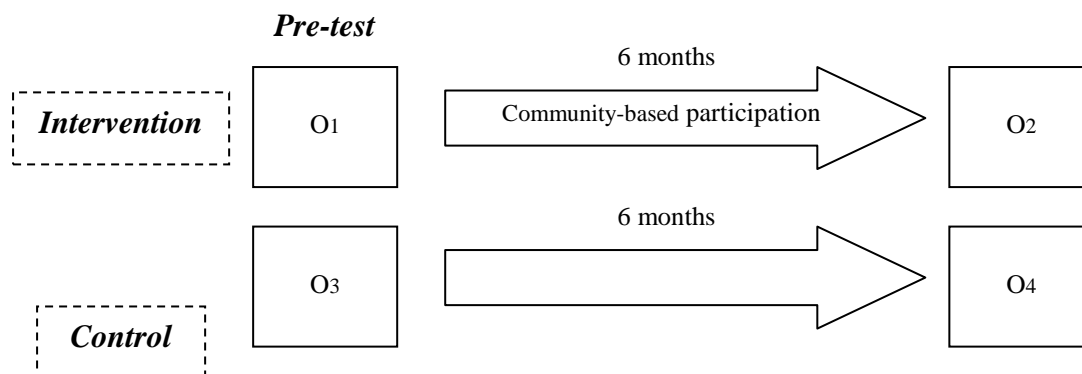 Pre-test
6 months
Intervention
O1
Community-based participation
O2
6 months
O3
O4
Control